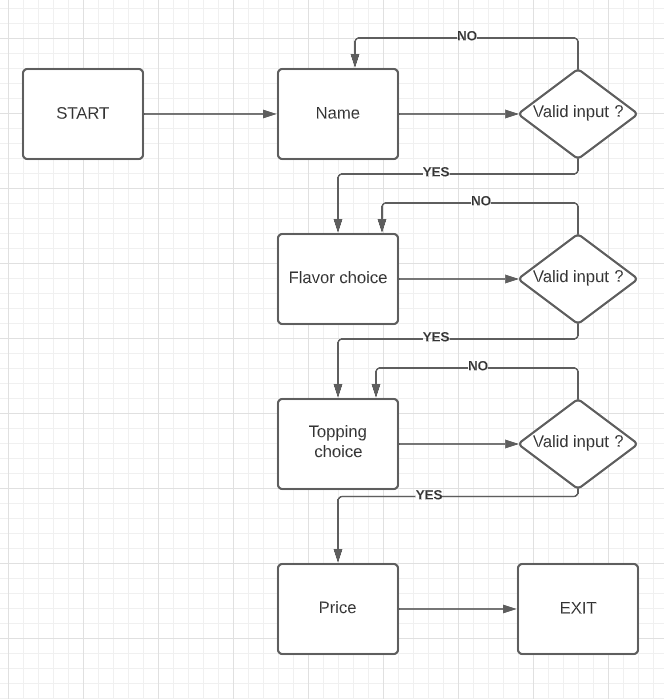 NO
START
Name
Valid input ?
YES
NO
Flavor choice
Valid input ?
YES
NO
Topping
choice
Valid input ?
YES
Price
EXIT